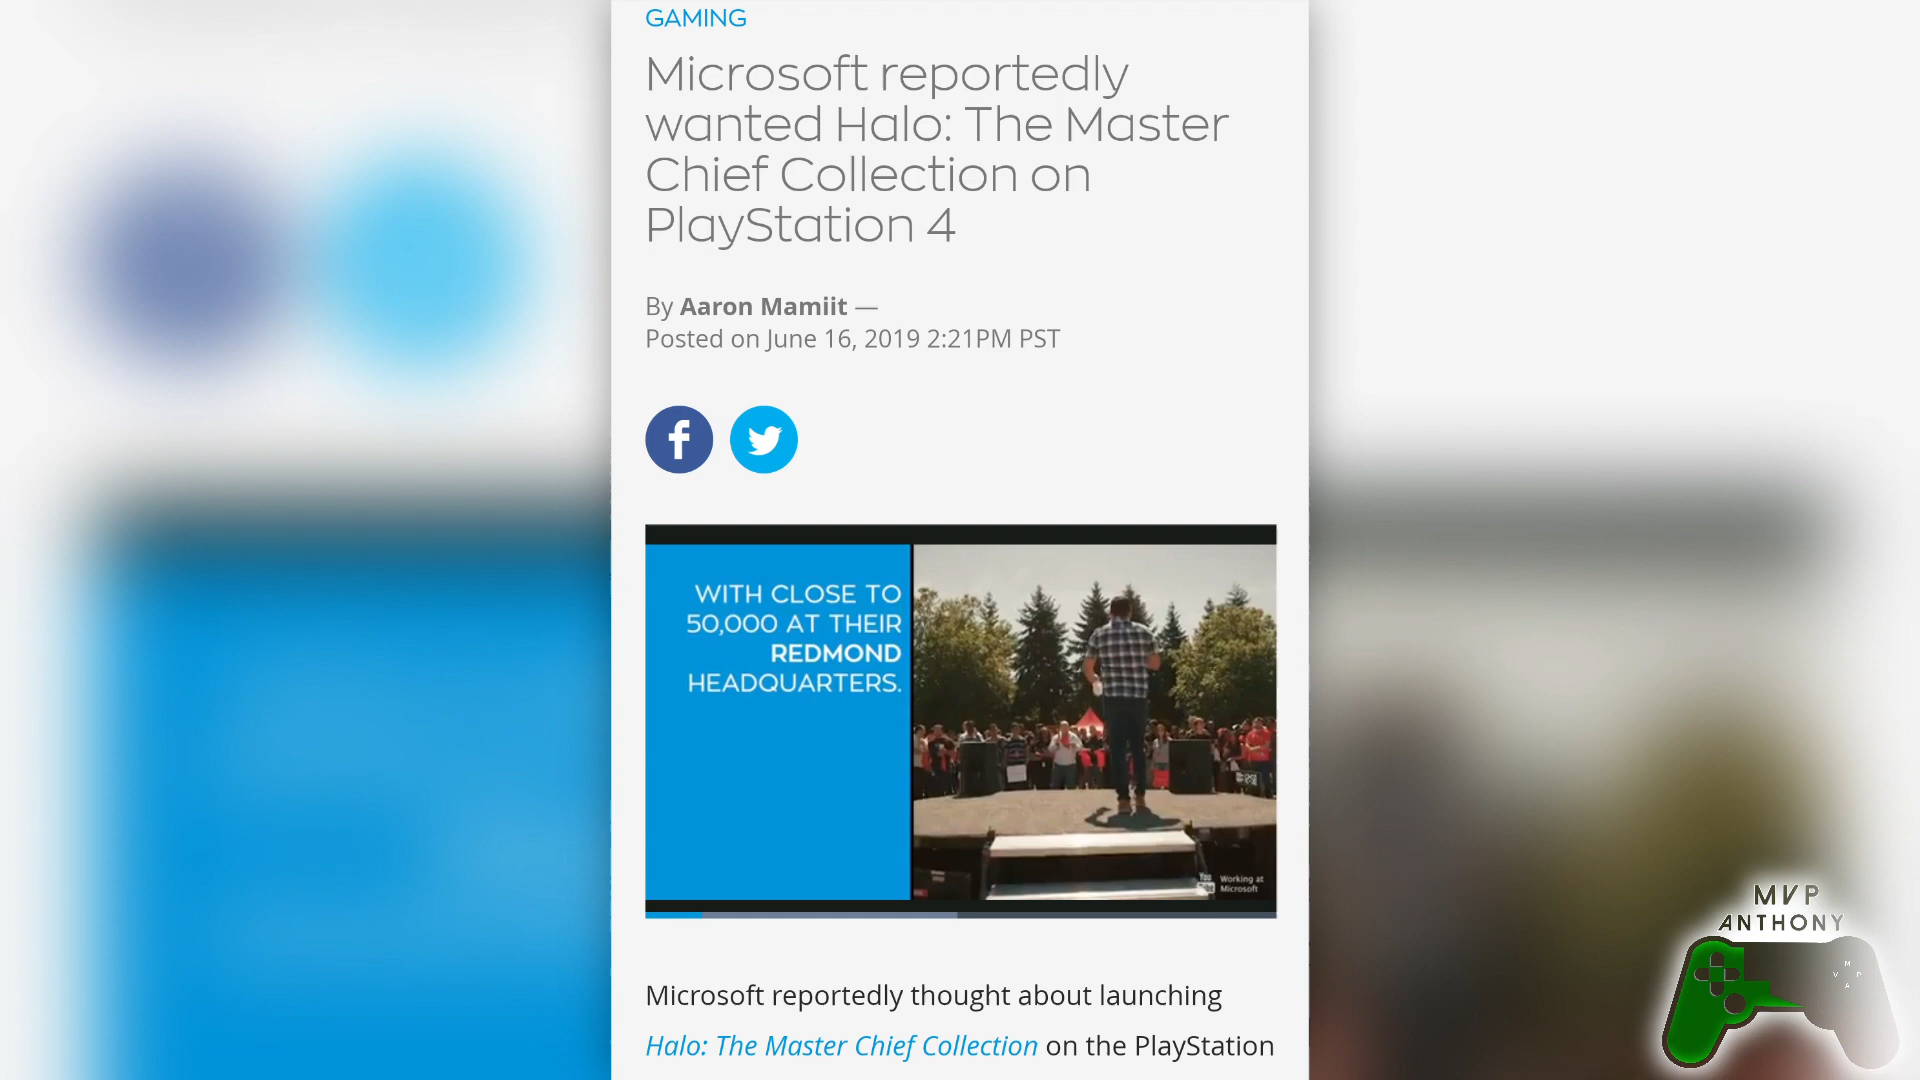 GAMING
Microsoft reportedly
wanted Halo: The Master
Chief Collection on
PlayStation 4
By Aaron Mamiit —
Posted on June 16, 2019 2:21PM PST
WITH CLOSE TO
50,000 AT THEIR
REDMOND
HEADQUARTERS.
You
Tube
Working at
Microsoft
Microsoft reportedly thought about launching
Halo: The Master Chief Collection on the PlayStation
MVP
ANTHONY
M
V P
A